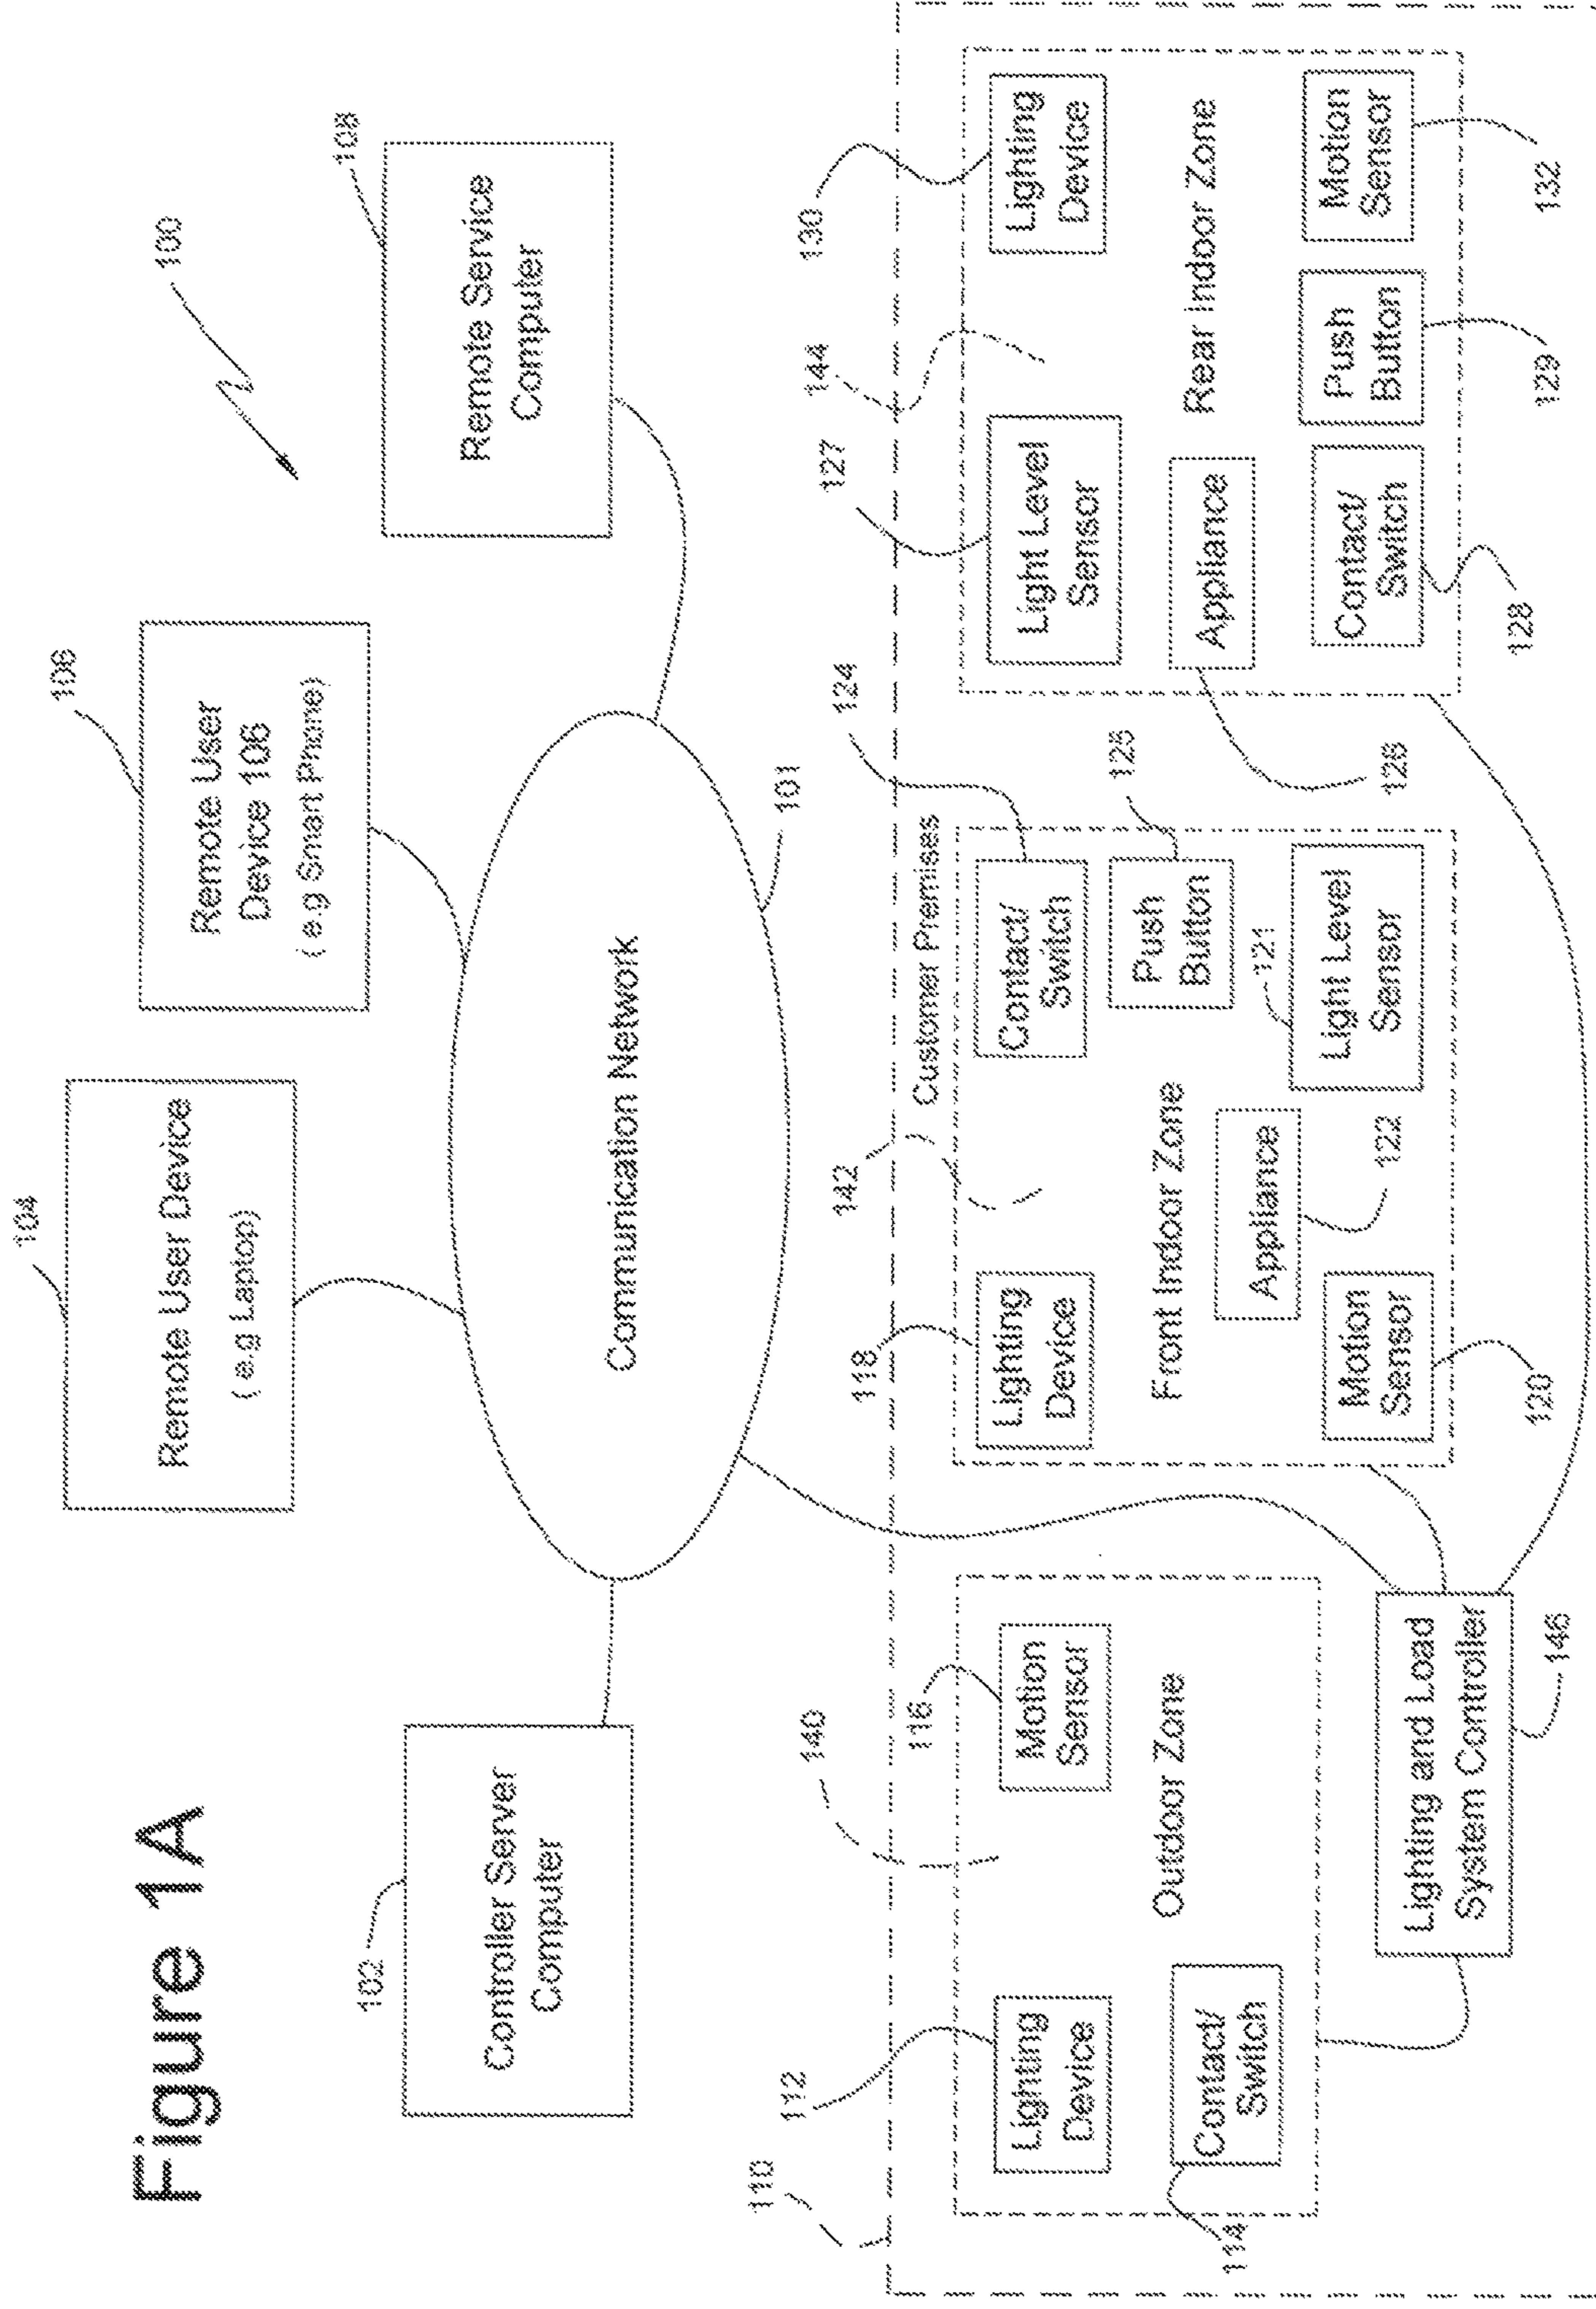 Figure 1A
100
104
Remote User Device
( e.g Laptop)
106
Remote User
Device 106
( e.g Smart Phone)
108
Remote Service
Computer
102
Controller Server
Computer
Communication Network
101
110
Customer Premises
112
Lighting
Device
140
116
Motion
Sensor
Outdoor Zone
Contact/
Switch
114
118
Lighting
Device
142
124
Contact/
Switch
125
Push
Button
Front Indoor Zone
121
Light Level
Sensor
Appliance
122
Motion
Sensor
120
127
Light Level
Sensor
144
130
Lighting
Device
Rear Indoor Zone
Appliance
126
Contact/
Switch
128
Push
Button
129
Motion
Sensor
132
Lighting and Load
System Controller
146